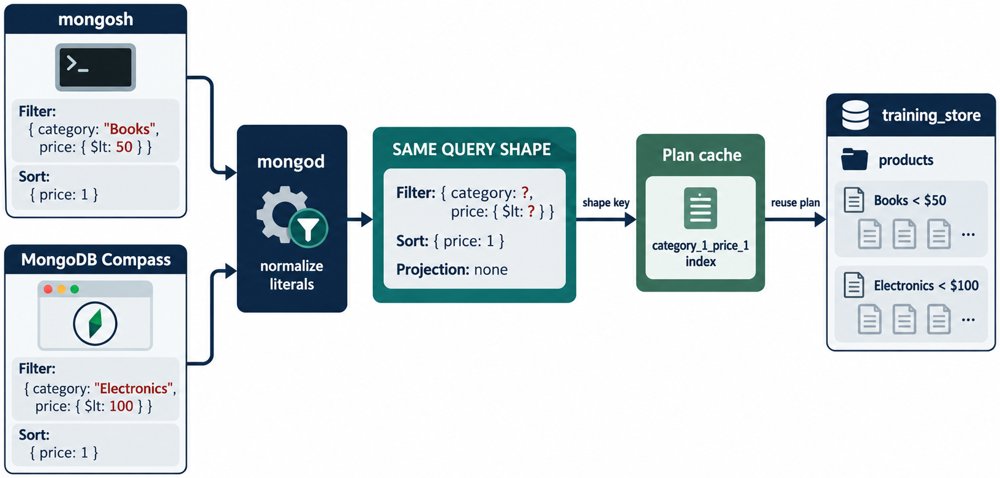 mongosh
>_
Filter:
{ category: "Books",
price: { $lt: 50 } }
Sort:
{ price: 1 }
MongoDB Compass
Filter:
{ category: "Electronics",
price: { $lt: 100 } }
Sort:
{ price: 1 }
mongod
normalize
literals
SAME QUERY SHAPE
Filter: { category: ?,
price: { $lt: ? } }
Sort: { price: 1 }
Projection: none
shape key
Plan cache
category_1_price_1
index
reuse plan
training_store
products
Books < $50
...
Electronics < $100
...